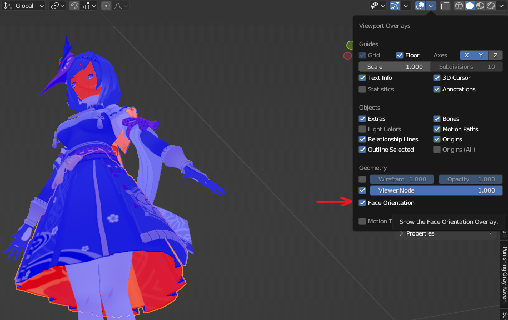 Global
Viewport Overlays
Guides
Grid Floor Axes X Y Z
Scale 1.000 Subdivisions 10
Text Info 3D Cursor
Statistics Annotations
Objects
Extras Bones
Light Colors Motion Paths
Relationship Lines Origins
Outline Selected Origins (All)
Geometry
Wireframe 1.000 Opacity 1.000
Viewer Node 1.000
Face Orientation
Motion T Show the Face Orientation Overlay.
Properties